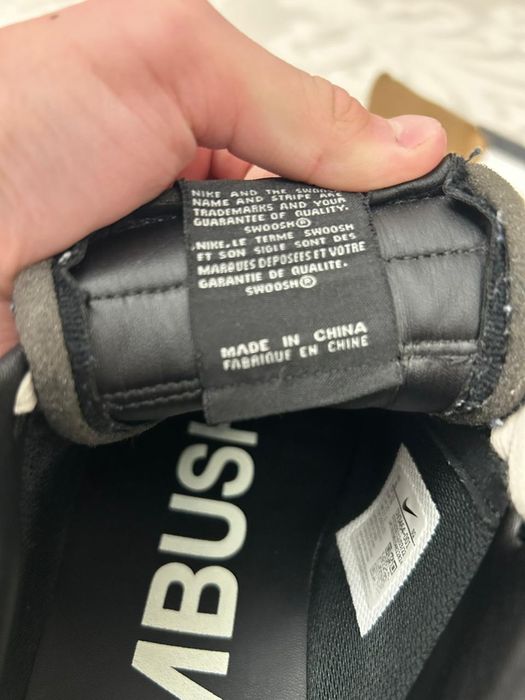 NIKE AND THE SWOOSH
NAME AND STRIPE ARE
TRADEMARKS AND YOUR
GUARANTEE OF QUALITY.
SWOOSH®
NIKE. LE TERME SWOOSH
ET SON SIGLE SONT DES
MARQUES DEPOSEES ET VOTRE
GARANTIE DE QUALITE.
SWOOSH®
MADE IN CHINA
FABRIQUE EN CHINE
MBUSH